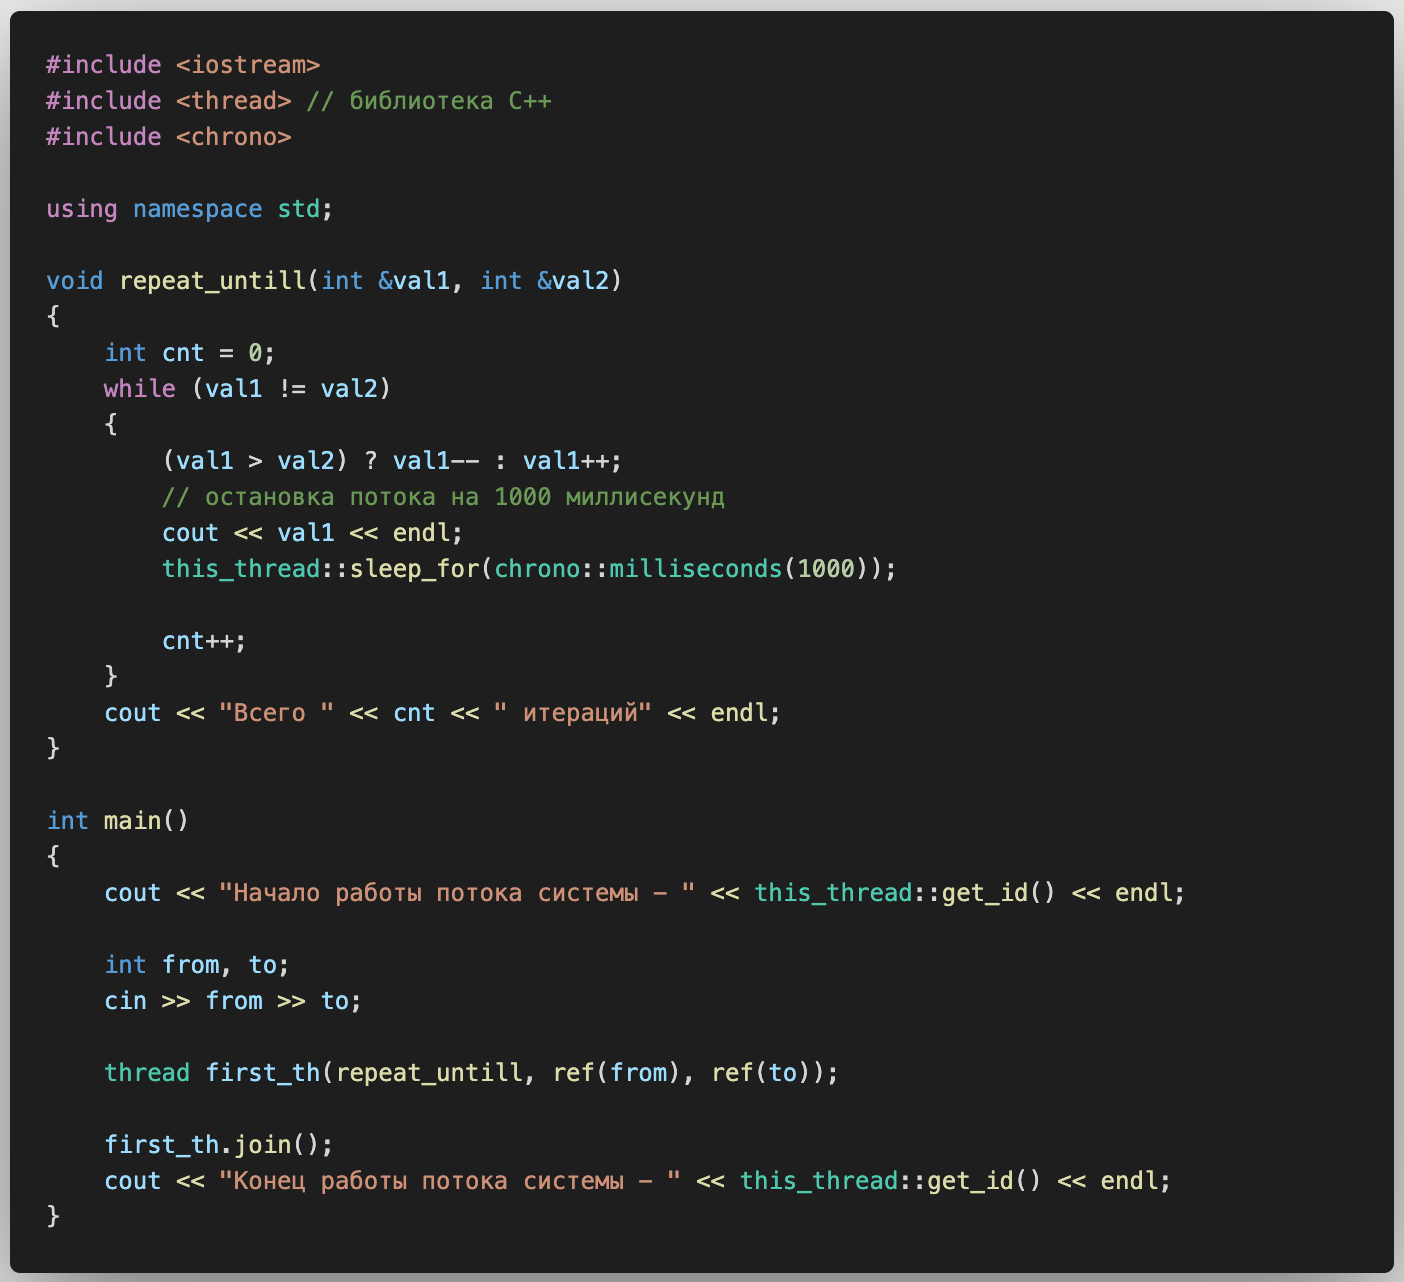 #include <iostream>
#include <thread> // библиотека C++
#include <chrono>

using namespace std;

void repeat_untill(int &val1, int &val2)
{
    int cnt = 0;
    while (val1 != val2)
    {
        (val1 > val2) ? val1-- : val1++;
        // остановка потока на 1000 миллисекунд
        cout << val1 << endl;
        this_thread::sleep_for(chrono::milliseconds(1000));

        cnt++;
    }
    cout << "Всего " << cnt << " итераций" << endl;
}

int main()
{
    cout << "Начало работы потока системы – " << this_thread::get_id() << endl;

    int from, to;
    cin >> from >> to;

    thread first_th(repeat_untill, ref(from), ref(to));

    first_th.join();
    cout << "Конец работы потока системы – " << this_thread::get_id() << endl;
}